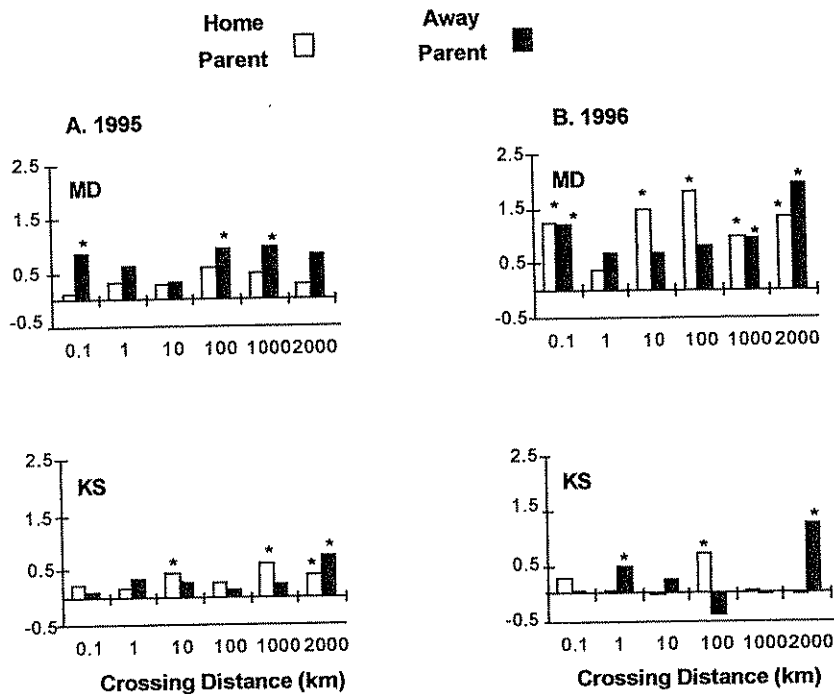 Home Parent
Away Parent
A. 1995
B. 1996
2.5
MD
* * *
1.5
0.5
-0.5
0.1 1 10 100 1000 2000
2.5
MD
* * * * * * * *
1.5
0.5
-0.5
0.1 1 10 100 1000 2000
2.5
KS
1.5
* * * *
0.5
-0.5
0.1 1 10 100 1000 2000
Crossing Distance (km)
2.5
KS
1.5
* * *
0.5
-0.5
0.1 1 10 100 1000 2000
Crossing Distance (km)